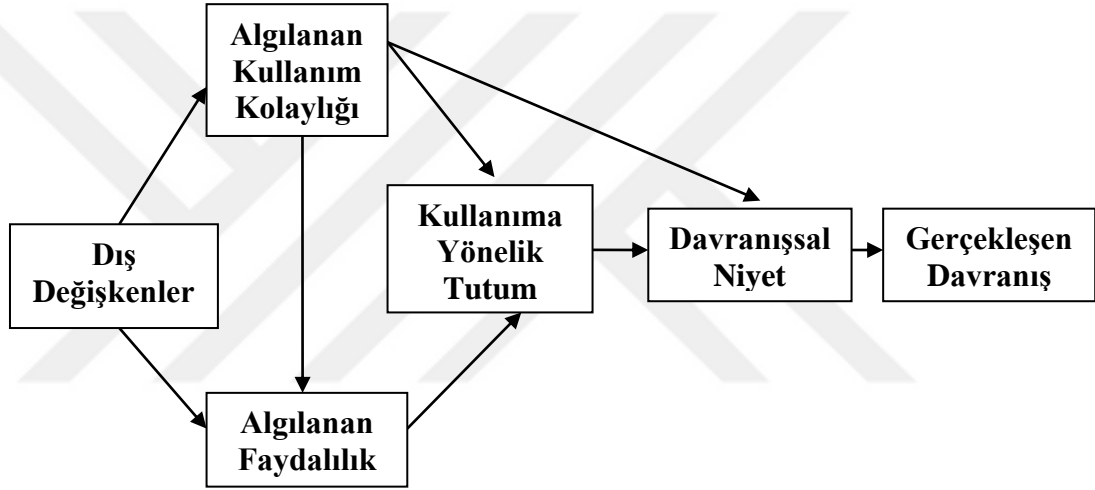 Algılanan
Kullanım
Kolaylığı
Dış
Değişkenler
Kullanıma
Yönelik
Tutum
Davranışsal
Niyet
Gerçekleşen
Davranış
Algılanan
Faydalılık